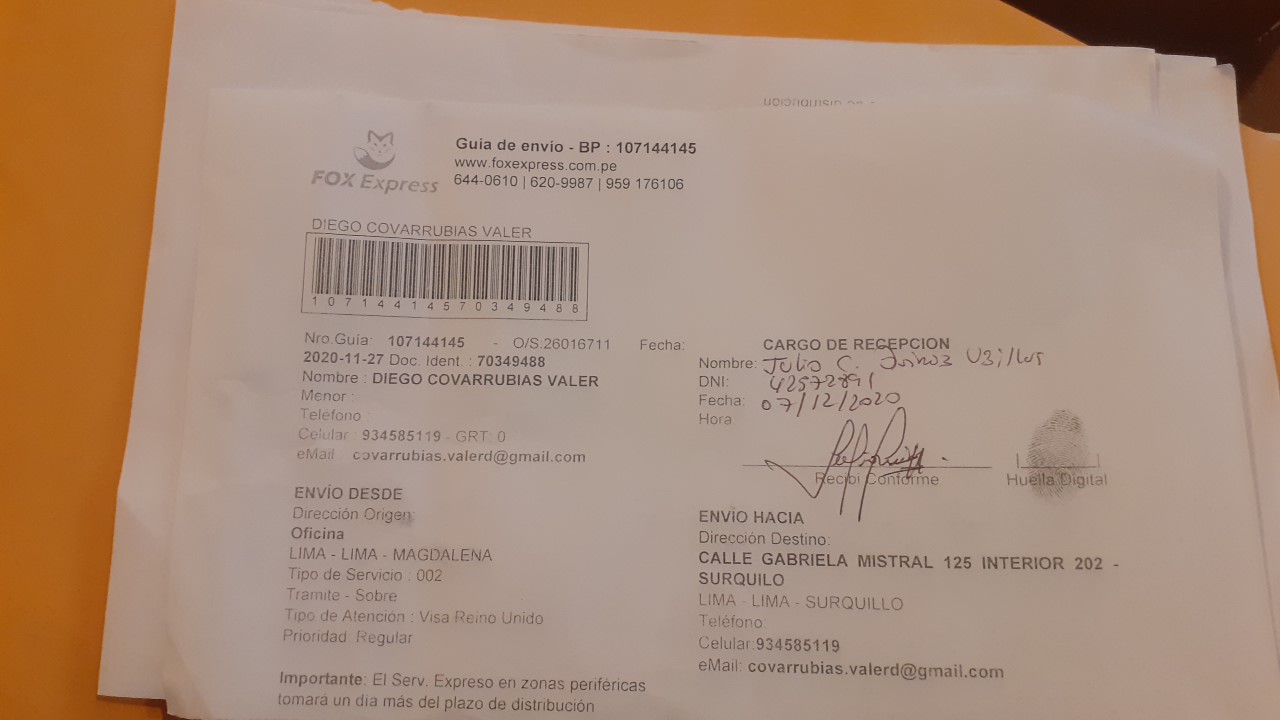 FOX Express
Guia de envio - BP : 107144145
www.foxexpress.com.pe
644-0610 | 620-9987 | 959 176106
DIEGO COVARRUBIAS VALER
10714414570349488
Nro.Guia: 107144145 - O/S.26016711 Fecha:
2020-11-27 Doc. Ident. : 70349488
Nombre : DIEGO COVARRUBIAS VALER
Menor :
Teléfono :
Celular : 934585119 - GRT: 0
eMail : covarrubias.valerd@gmail.com
ENVÍO DESDE
Dirección Origen:
Oficina
LIMA - LIMA - MAGDALENA
Tipo de Servicio : 002
Tramite - Sobre
Tipo de Atención : Visa Reino Unido
Prioridad: Regular
Importante: El Serv. Expreso en zonas periféricas
tomará un día más del plazo de distribución
CARGO DE RECEPCION
Nombre: Julio C.
DNI: 42572891
Fecha: 07/12/2020
Hora:
Recibi Conforme
Huella Digital
ENVÍO HACIA
Dirección Destino:
CALLE GABRIELA MISTRAL 125 INTERIOR 202 -
SURQUILO
LIMA - LIMA - SURQUILLO
Teléfono:
Celular:934585119
eMail: covarrubias.valerd@gmail.com